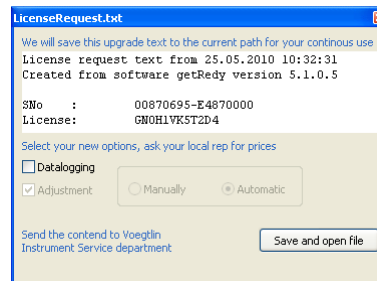 LicenseRequest.txt
We will save this upgrade text to the current path for your continous use
License request text from 25.05.2010 10:32:31
Created from software getRedy version 5.1.0.5
SNo : 00870695-E4870000
License: GN0H1VK5T2D4
Select your new options, ask your local rep for prices
Datalogging
Adjustment
Manually
Automatic
Send the contend to Voegtlin
Instrument Service department
Save and open file